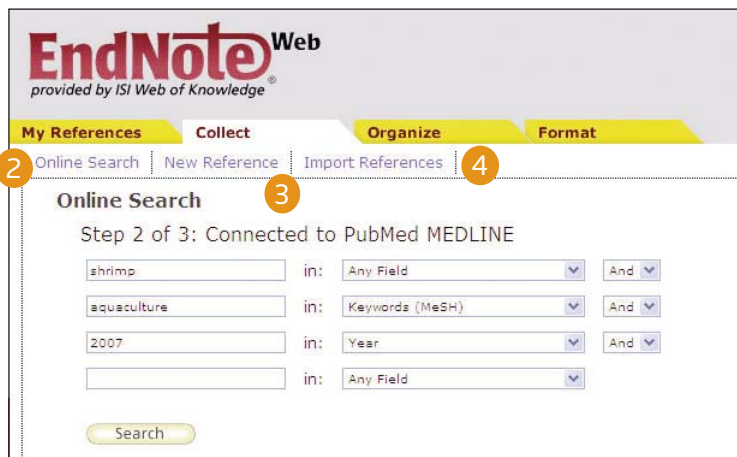 EndNote Web
provided by ISI Web of Knowledge®
My References Collect Organize Format
2 Online Search New Reference Import References 4
3
Online Search
Step 2 of 3: Connected to PubMed MEDLINE
shrimp in: Any Field And
aquaculture in: Keywords (MeSH) And
2007 in: Year And
in: Any Field
Search